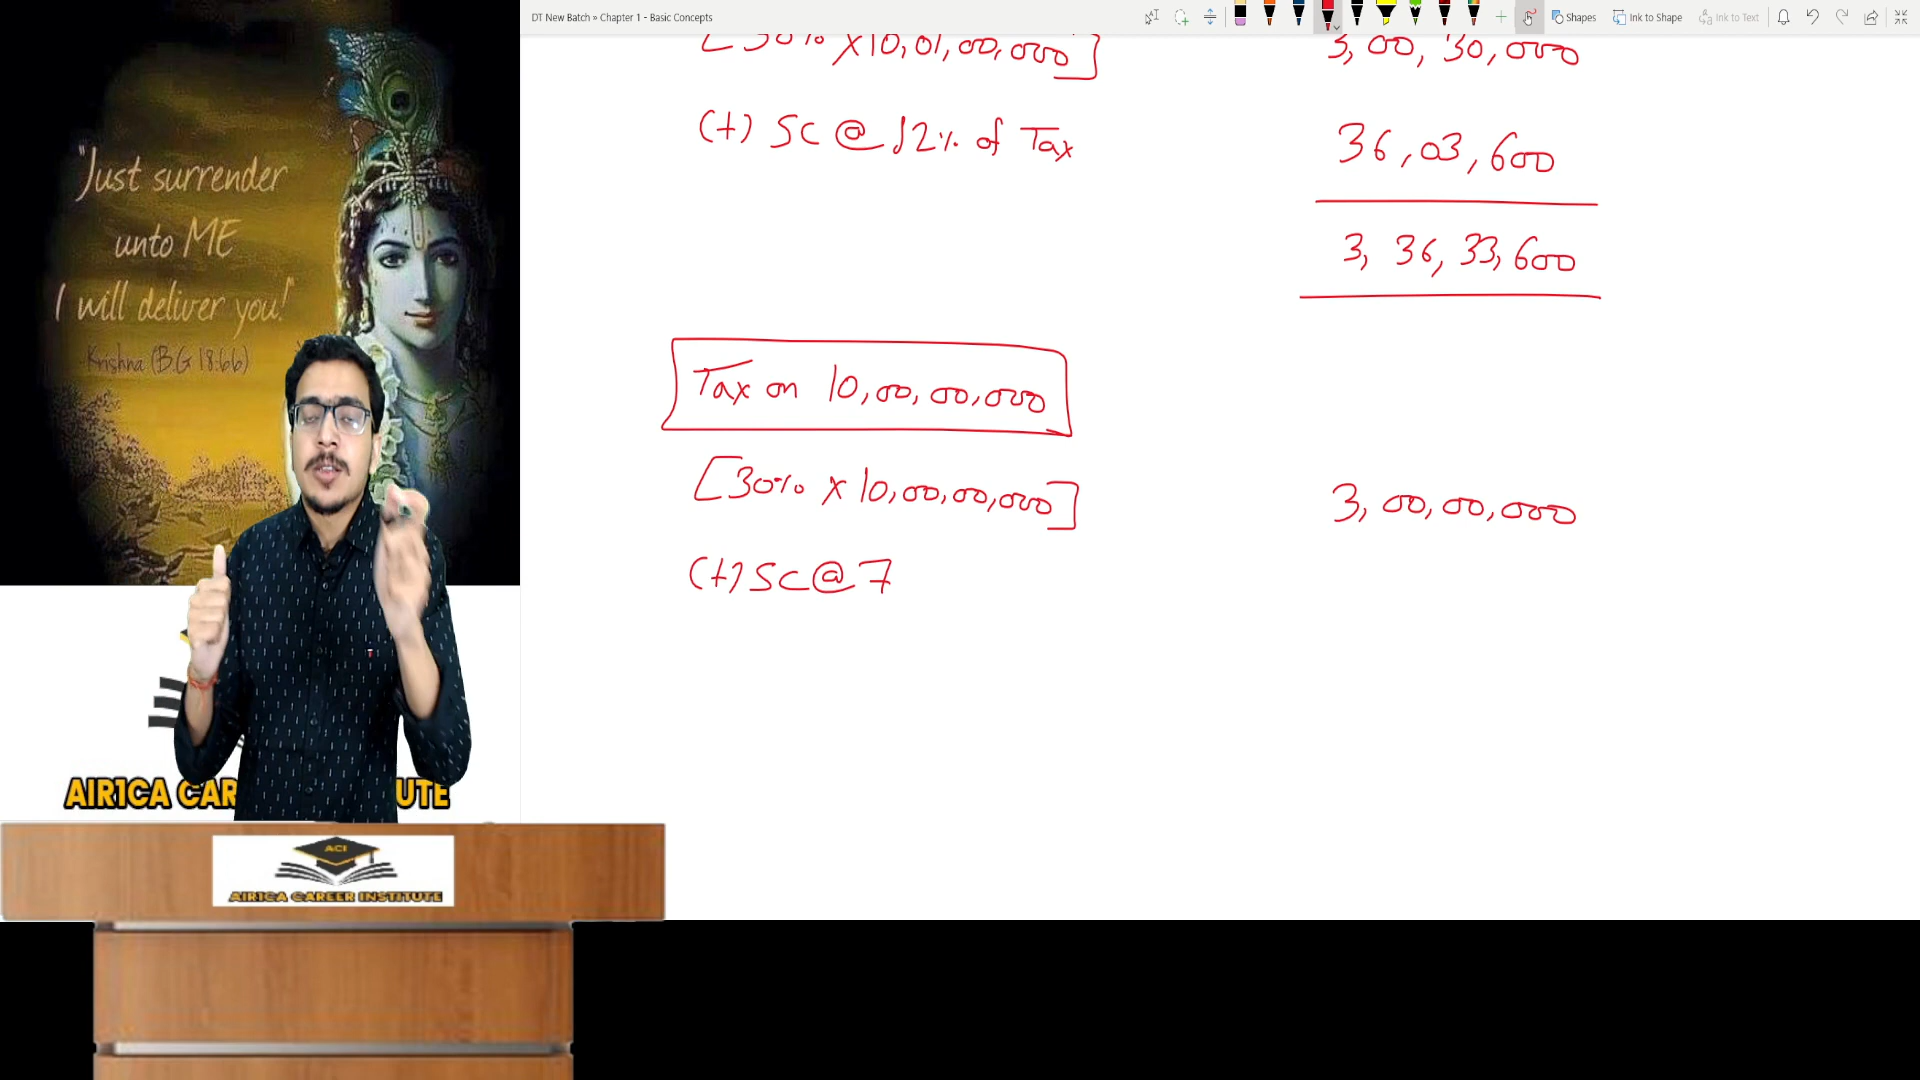 DT New Batch » Chapter 1 - Basic Concepts
Shapes
Ink to Shape
Ink to Text
[30% x 10,01,00,000] 3,00,30,000
(+) SC @ 12% of Tax 36,03,600
3,36,33,600
Tax on 10,00,00,000
[30% x 10,00,00,000] 3,00,00,000
(+) SC @ 7
"Just surrender
unto ME
I will deliver you!"
- Krishna (B.G 18:66)
AIR1CA CAR UTE
ACI
AIR1CA CAREER INSTITUTE